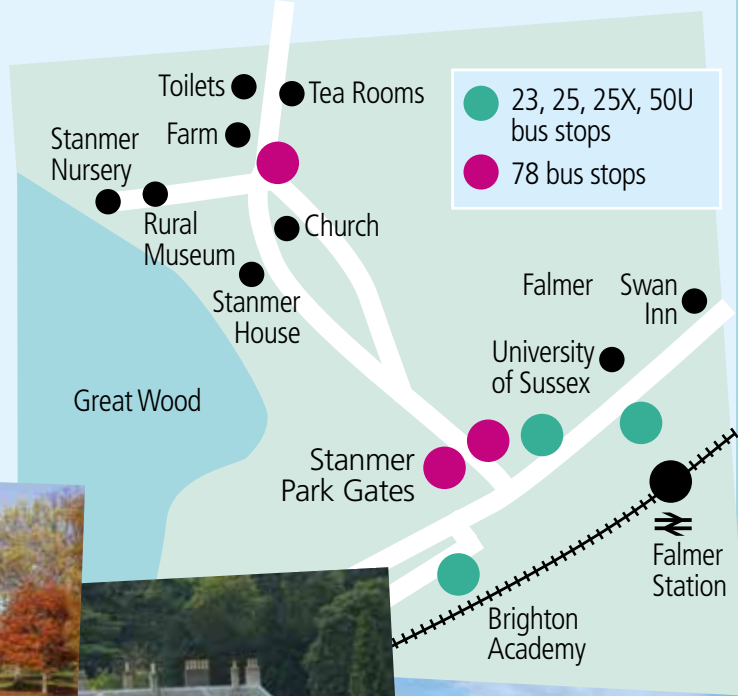 Toilets
Tea Rooms
Farm
Stanmer
Nursery
Rural
Museum
Church
Stanmer
House
23, 25, 25X, 50U
bus stops
78 bus stops
Falmer
Swan
Inn
University
of Sussex
Great Wood
Stanmer
Park Gates
Falmer
Station
Brighton
Academy